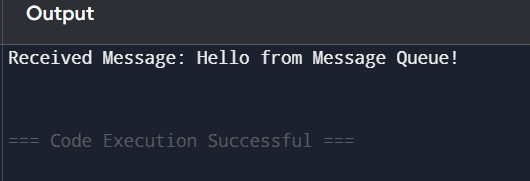 Output
Received Message: Hello from Message Queue!
=== Code Execution Successful ===